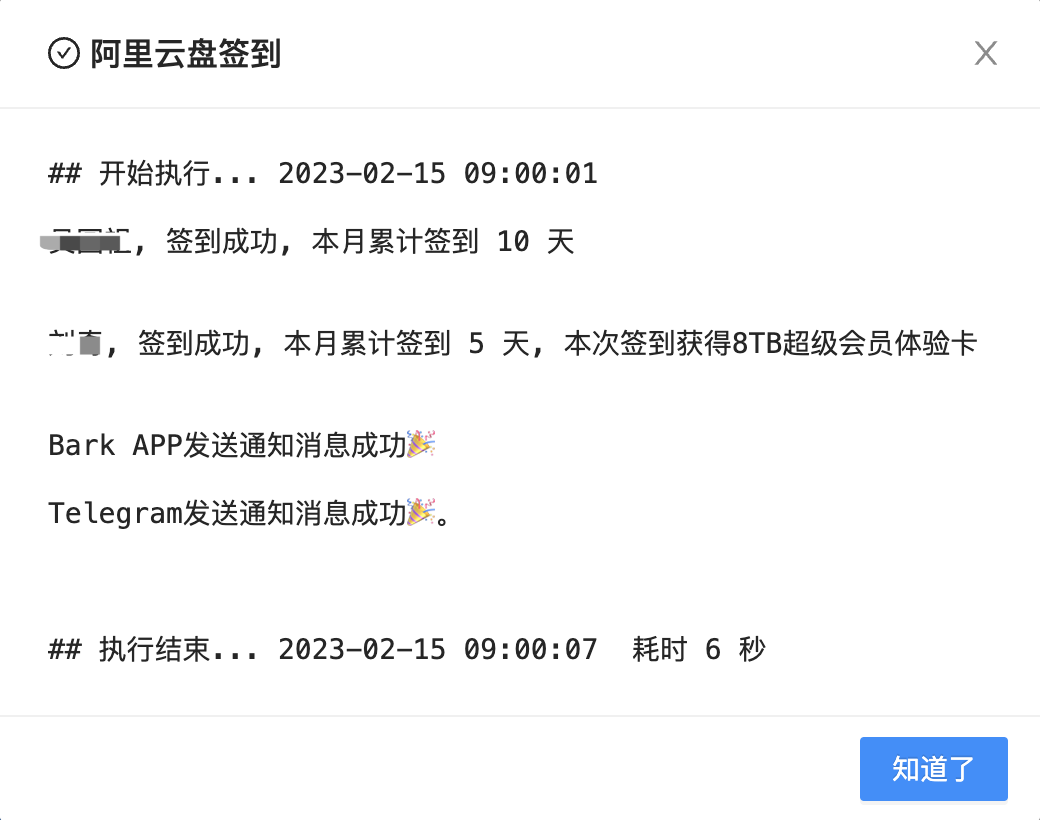 阿里云盘签到
## 开始执行... 2023-02-15 09:00:01
, 签到成功, 本月累计签到 10 天
, 签到成功, 本月累计签到 5 天, 本次签到获得8TB超级会员体验卡
Bark APP发送通知消息成功🎉
Telegram发送通知消息成功🎉。
## 执行结束... 2023-02-15 09:00:07  耗时 6 秒
知道了